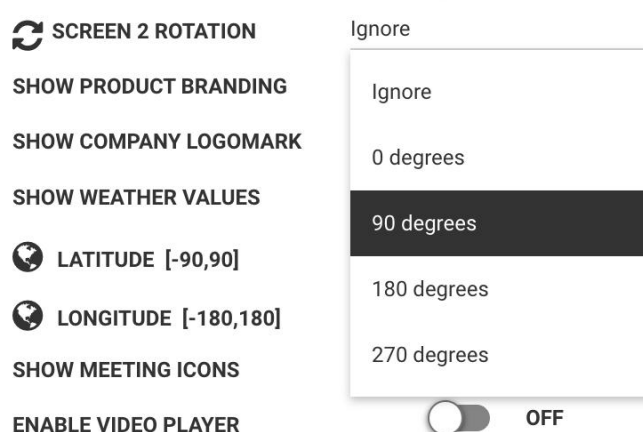 SCREEN 2 ROTATION
Ignore
SHOW PRODUCT BRANDING
Ignore
SHOW COMPANY LOGOMARK
0 degrees
SHOW WEATHER VALUES
90 degrees
LATITUDE [-90,90]
180 degrees
LONGITUDE [-180,180]
270 degrees
SHOW MEETING ICONS
ENABLE VIDEO PLAYER
OFF